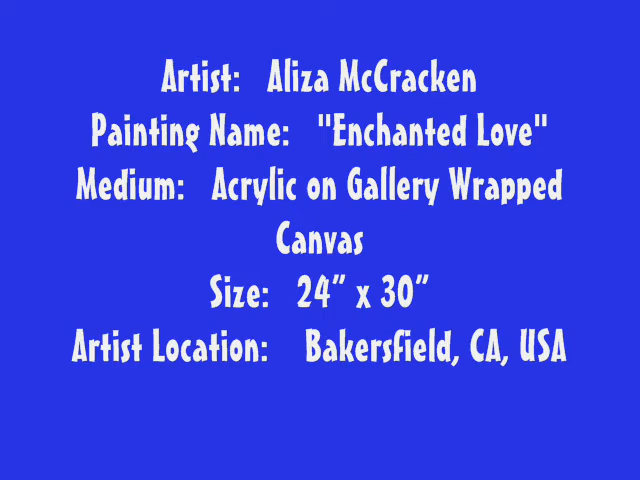 Artist: Aliza McCracken
Painting Name: "Enchanted Love"
Medium: Acrylic on Gallery Wrapped
Canvas
Size: 24” x 30”
Artist Location: Bakersfield, CA, USA